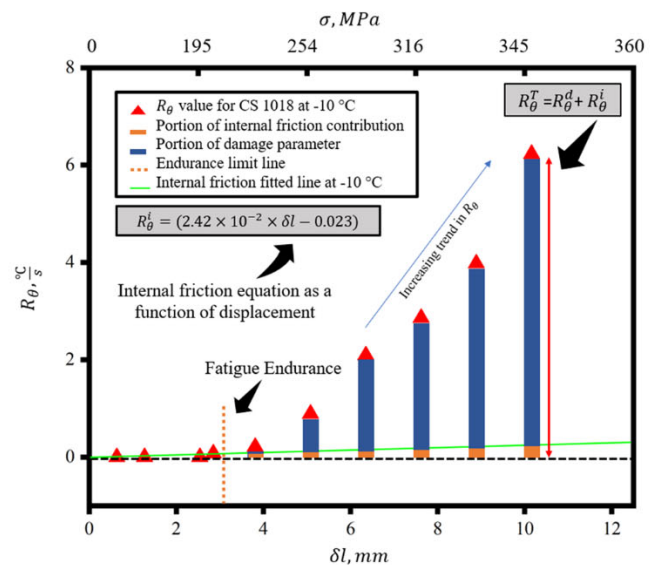 σ, MPa
0 195 254 316 345 360
8
6
4
2
0
R_θ, °C/s
R_θ value for CS 1018 at -10 °C
Portion of internal friction contribution
Portion of damage parameter
Endurance limit line
Internal friction fitted line at -10 °C
R_θ^T =R_θ^d + R_θ^i
R_θ^i = (2.42 × 10⁻² × δl − 0.023)
Increasing trend in R_θ
Internal friction equation as a
function of displacement
Fatigue Endurance
0 2 4 6 8 10 12
δl, mm